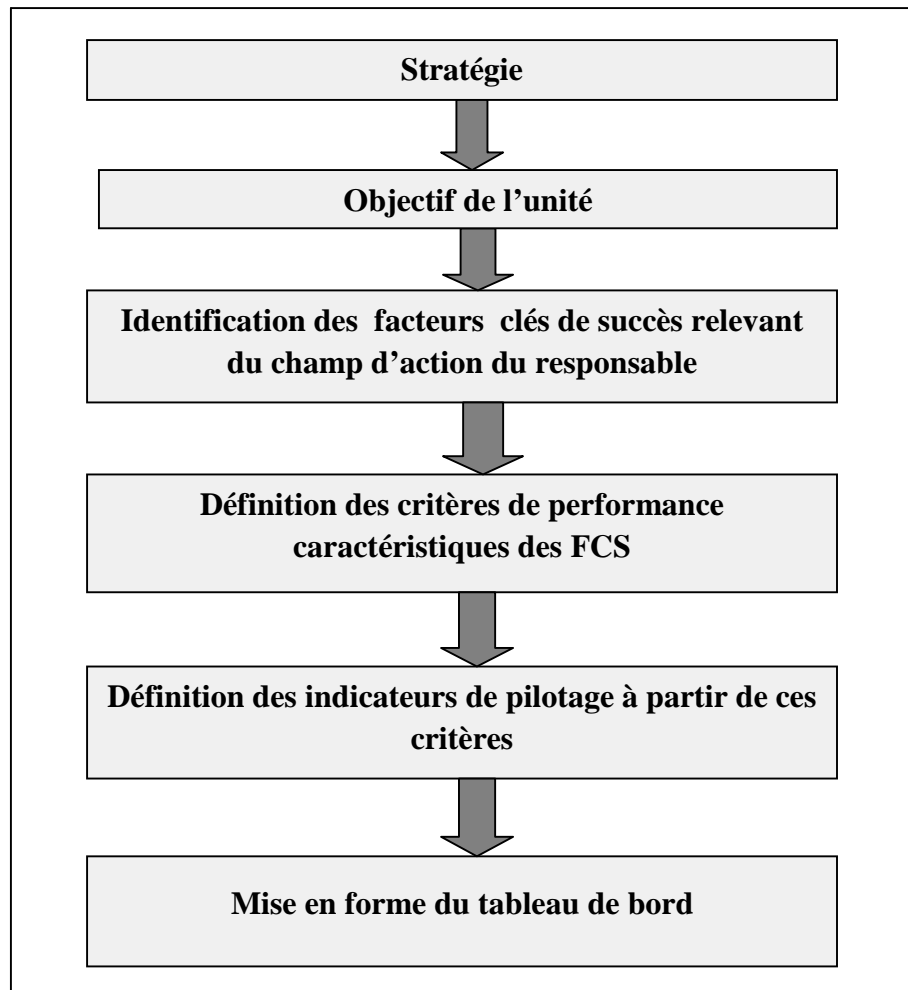 Stratégie
Objectif de l’unité
Identification des facteurs clés de succès relevant
du champ d’action du responsable
Définition des critères de performance
caractéristiques des FCS
Définition des indicateurs de pilotage à partir de ces
critères
Mise en forme du tableau de bord